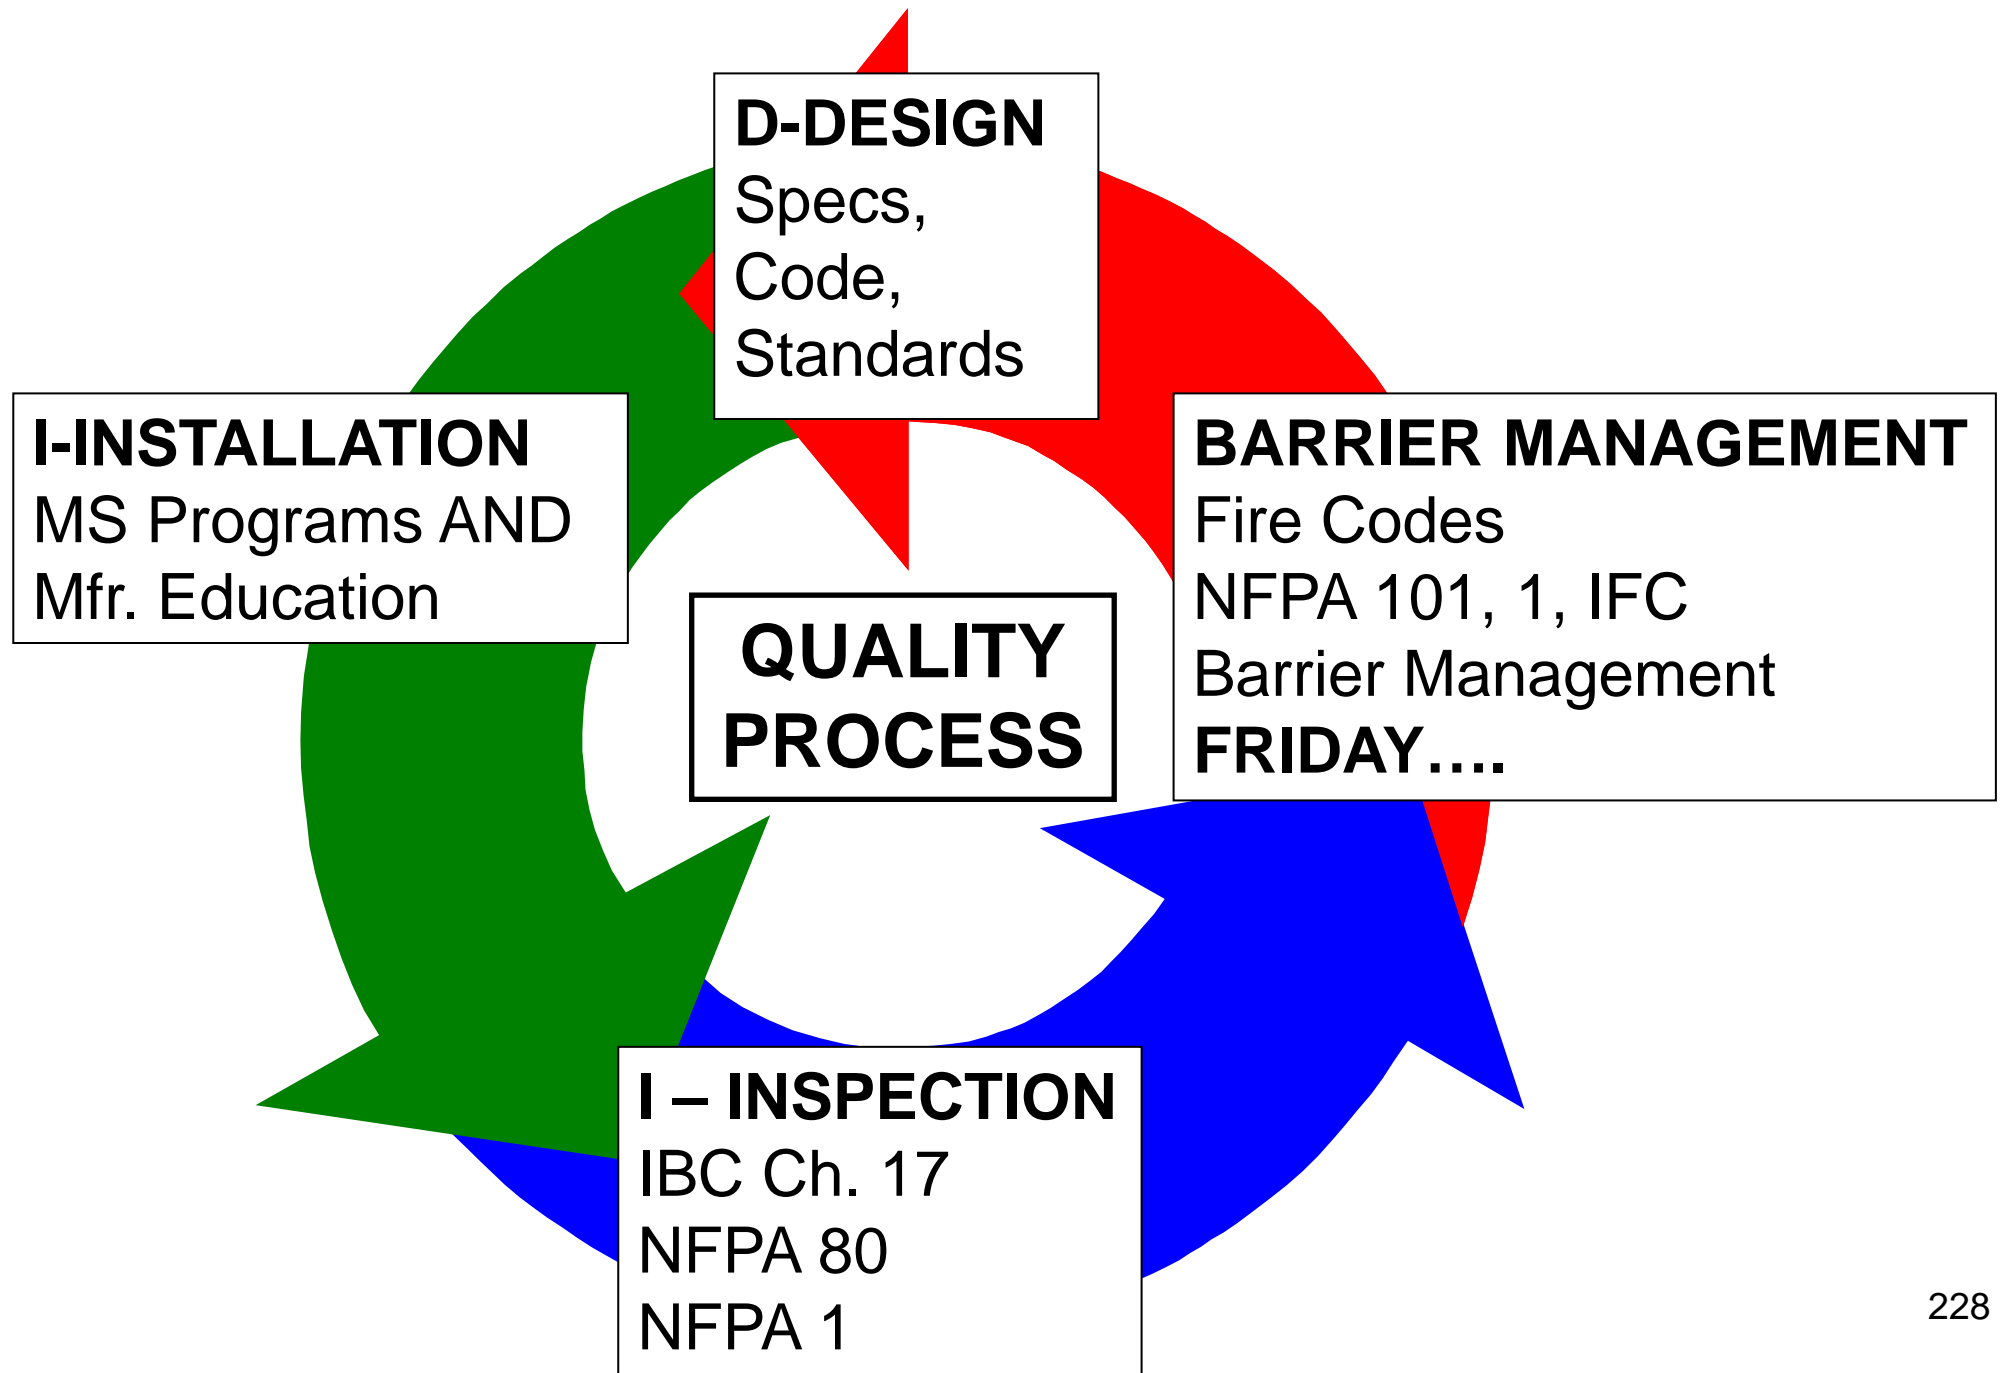 D-DESIGN
Specs,
Code,
Standards
I-INSTALLATION
MS Programs AND
Mfr. Education
BARRIER MANAGEMENT
Fire Codes
NFPA 101, 1, IFC
Barrier Management
FRIDAY….
QUALITY
PROCESS
I – INSPECTION
IBC Ch. 17
NFPA 80
NFPA 1
228